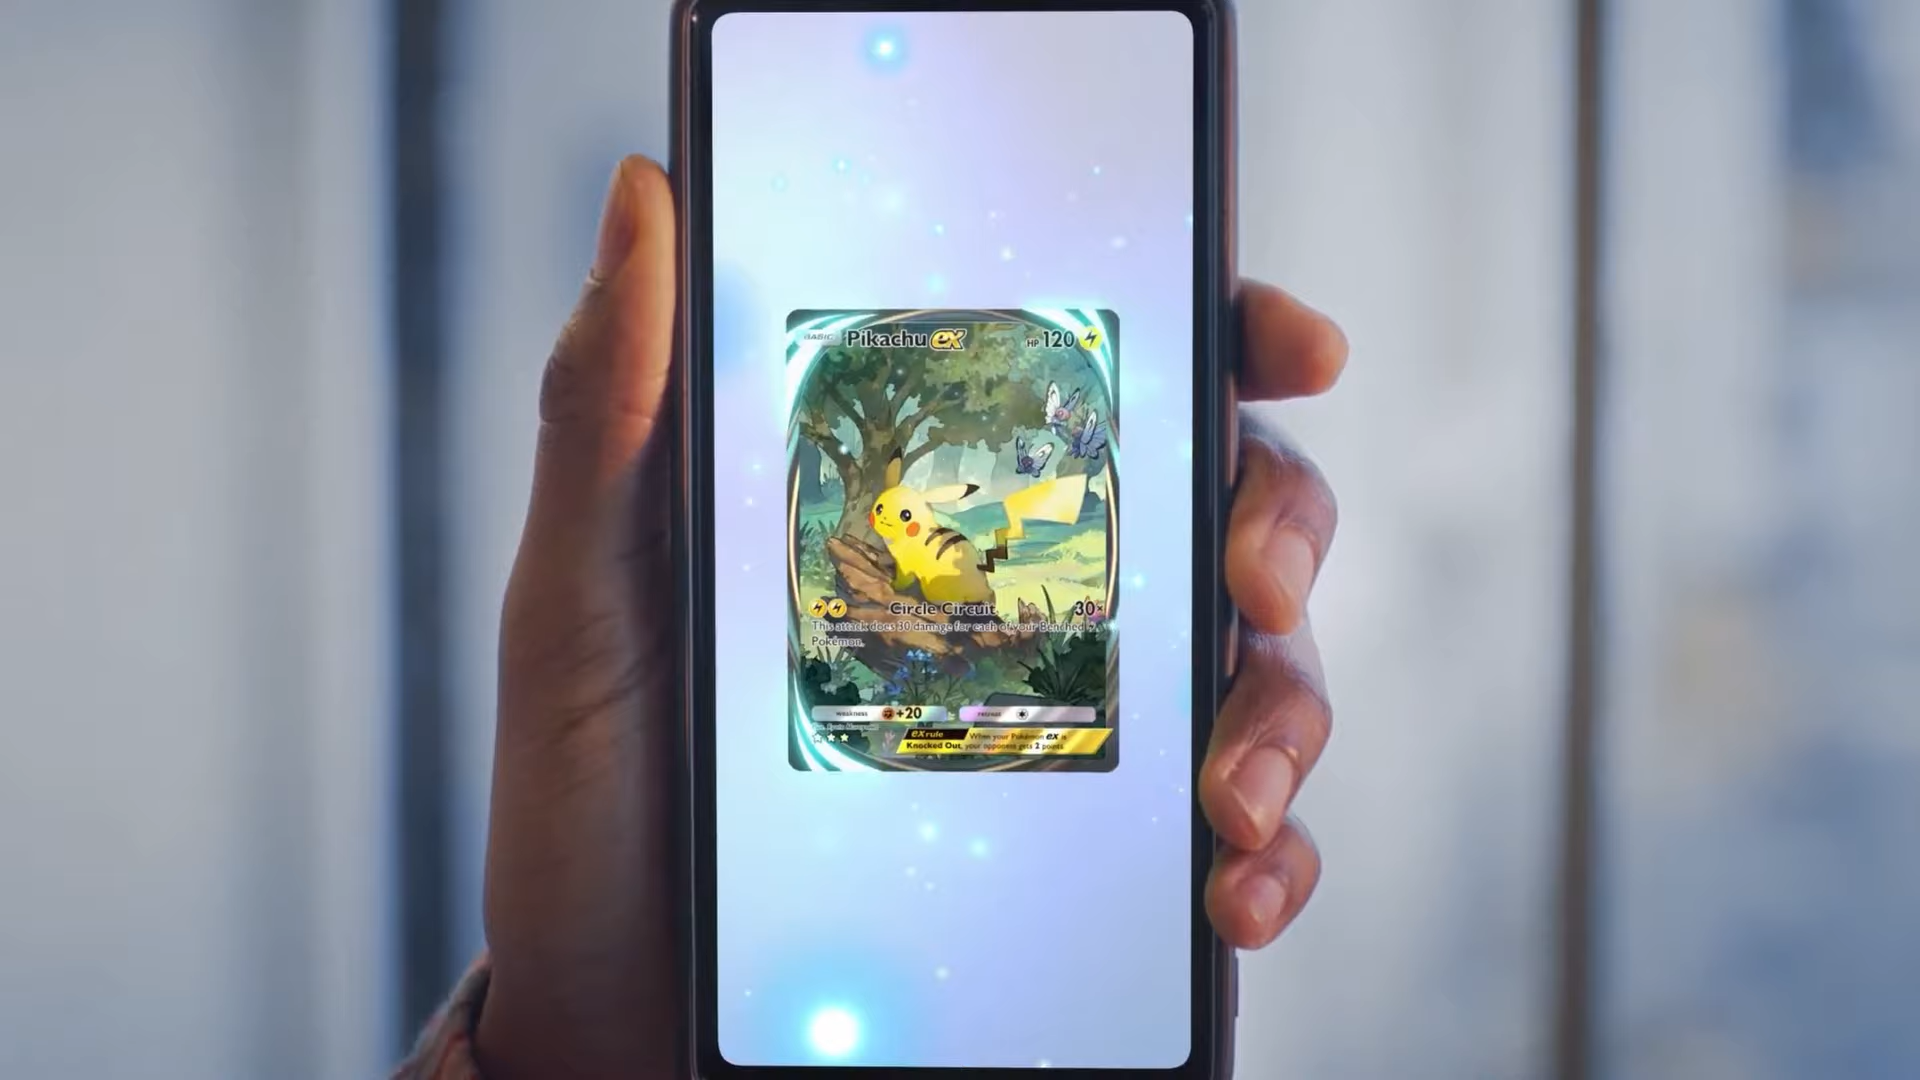 BASIC Pikachu ex HP 120
Circle Circuit 30×
This attack does 30 damage for each of your Benched
Pokémon.
weakness +20 retreat
ex rule When your Pokémon ex is
Knocked Out, your opponent gets 2 points.